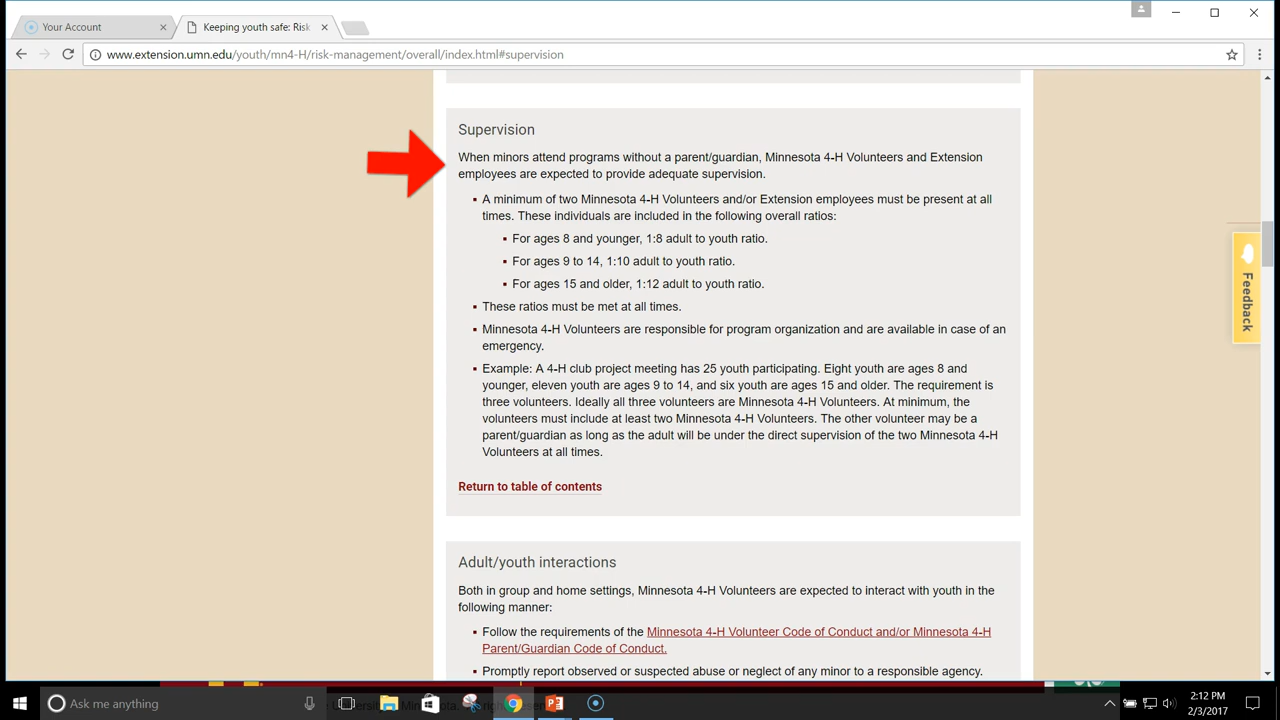 Your Account
Keeping youth safe: Risk
www.extension.umn.edu/youth/mn4-H/risk-management/overall/index.html#supervision
Supervision
When minors attend programs without a parent/guardian, Minnesota 4-H Volunteers and Extension
employees are expected to provide adequate supervision.
A minimum of two Minnesota 4-H Volunteers and/or Extension employees must be present at all
times. These individuals are included in the following overall ratios:
For ages 8 and younger, 1:8 adult to youth ratio.
For ages 9 to 14, 1:10 adult to youth ratio.
For ages 15 and older, 1:12 adult to youth ratio.
These ratios must be met at all times.
Minnesota 4-H Volunteers are responsible for program organization and are available in case of an
emergency.
Example: A 4-H club project meeting has 25 youth participating. Eight youth are ages 8 and
younger, eleven youth are ages 9 to 14, and six youth are ages 15 and older. The requirement is
three volunteers. Ideally all three volunteers are Minnesota 4-H Volunteers. At minimum, the
volunteers must include at least two Minnesota 4-H Volunteers. The other volunteer may be a
parent/guardian as long as the adult will be under the direct supervision of the two Minnesota 4-H
Volunteers at all times.
Return to table of contents
Feedback
Adult/youth interactions
Both in group and home settings, Minnesota 4-H Volunteers are expected to interact with youth in the
following manner:
Follow the requirements of the Minnesota 4-H Volunteer Code of Conduct and/or Minnesota 4-H
Parent/Guardian Code of Conduct.
Promptly report observed or suspected abuse or neglect of any minor to a responsible agency.
Ask me anything
2:12 PM
2/3/2017